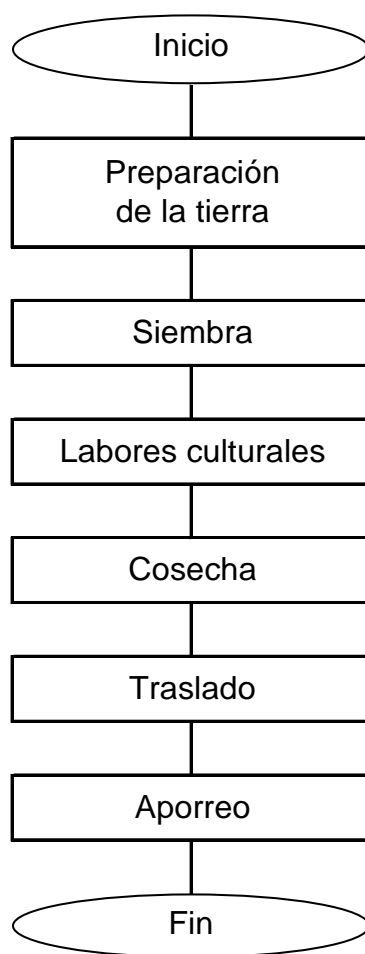 Inicio
Preparación
de la tierra
Siembra
Labores culturales
Cosecha
Traslado
Aporreo
Fin